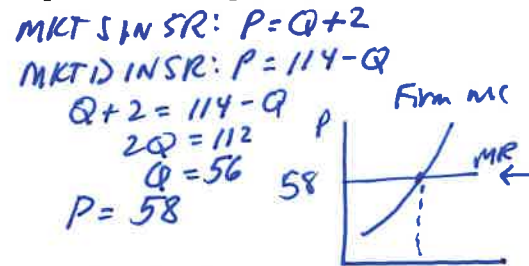 MKT S IN SR: P=Q+2
MKT D IN SR: P=114-Q
Q+2=114-Q
2Q=112
Q=56
P=58
Firm MC
P
MR
58